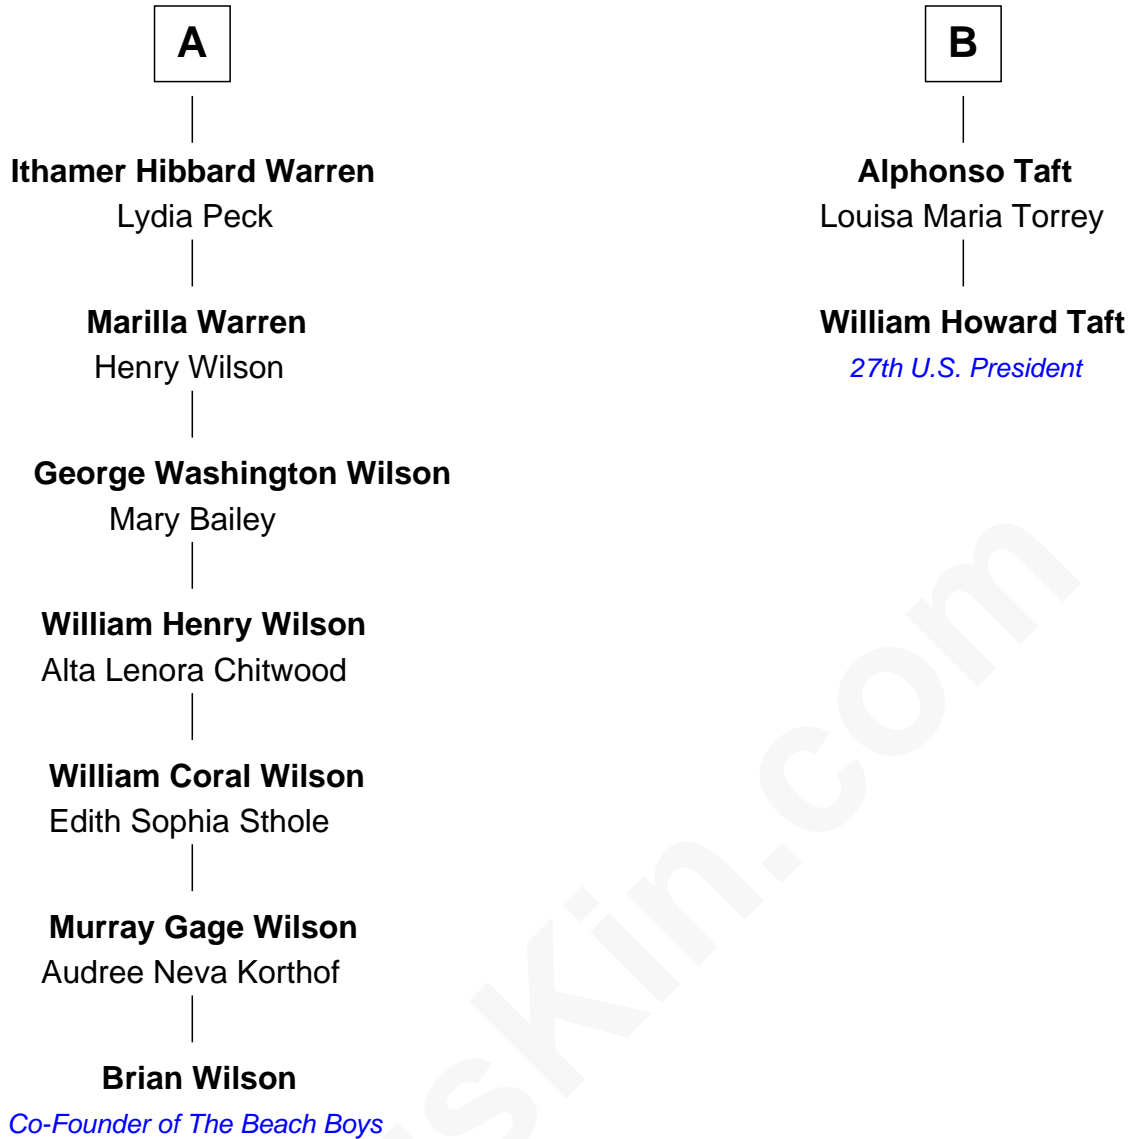 A
B
Ithamer Hibbard Warren
Lydia Peck
Alphonso Taft
Louisa Maria Torrey
Marilla Warren
Henry Wilson
William Howard Taft
27th U.S. President
George Washington Wilson
Mary Bailey
William Henry Wilson
Alta Lenora Chitwood
William Coral Wilson
Edith Sophia Sthole
Murray Gage Wilson
Audree Neva Korthof
Brian Wilson
Co-Founder of The Beach Boys
sKin.com